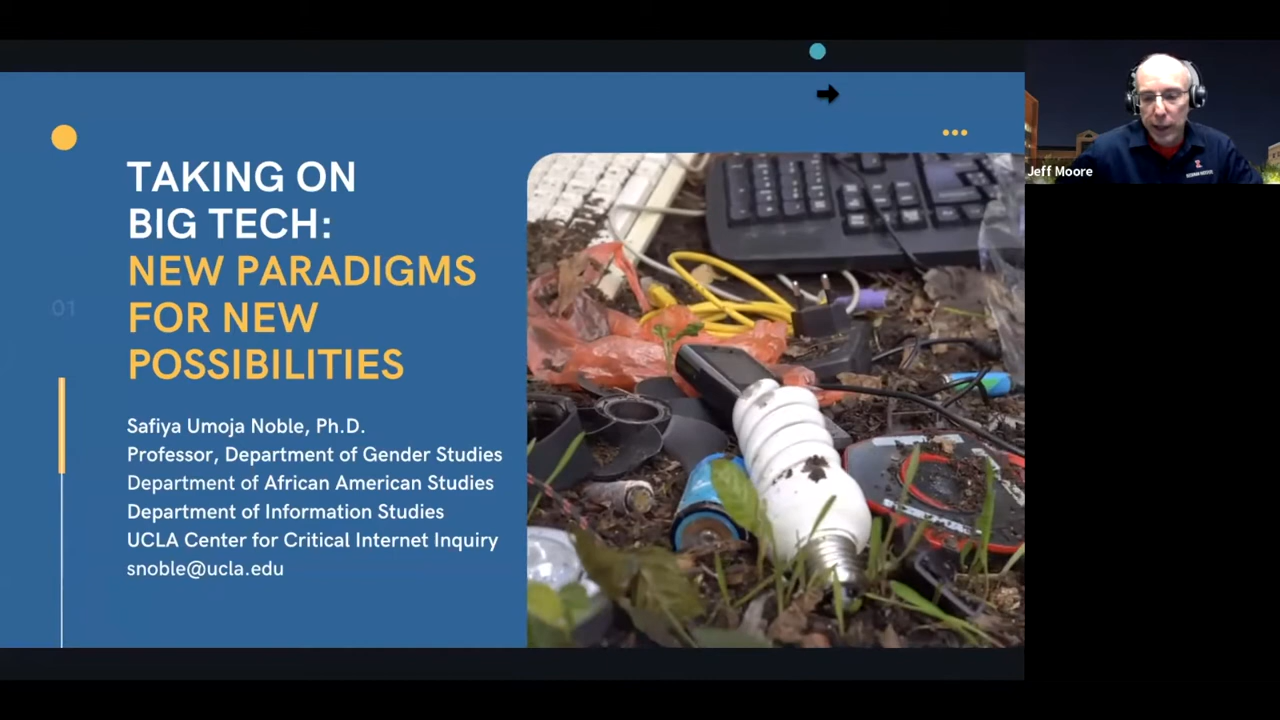 TAKING ON
BIG TECH:
NEW PARADIGMS
FOR NEW
POSSIBILITIES
01
Safiya Umoja Noble, Ph.D.
Professor, Department of Gender Studies
Department of African American Studies
Department of Information Studies
UCLA Center for Critical Internet Inquiry
snoble@ucla.edu
Jeff Moore